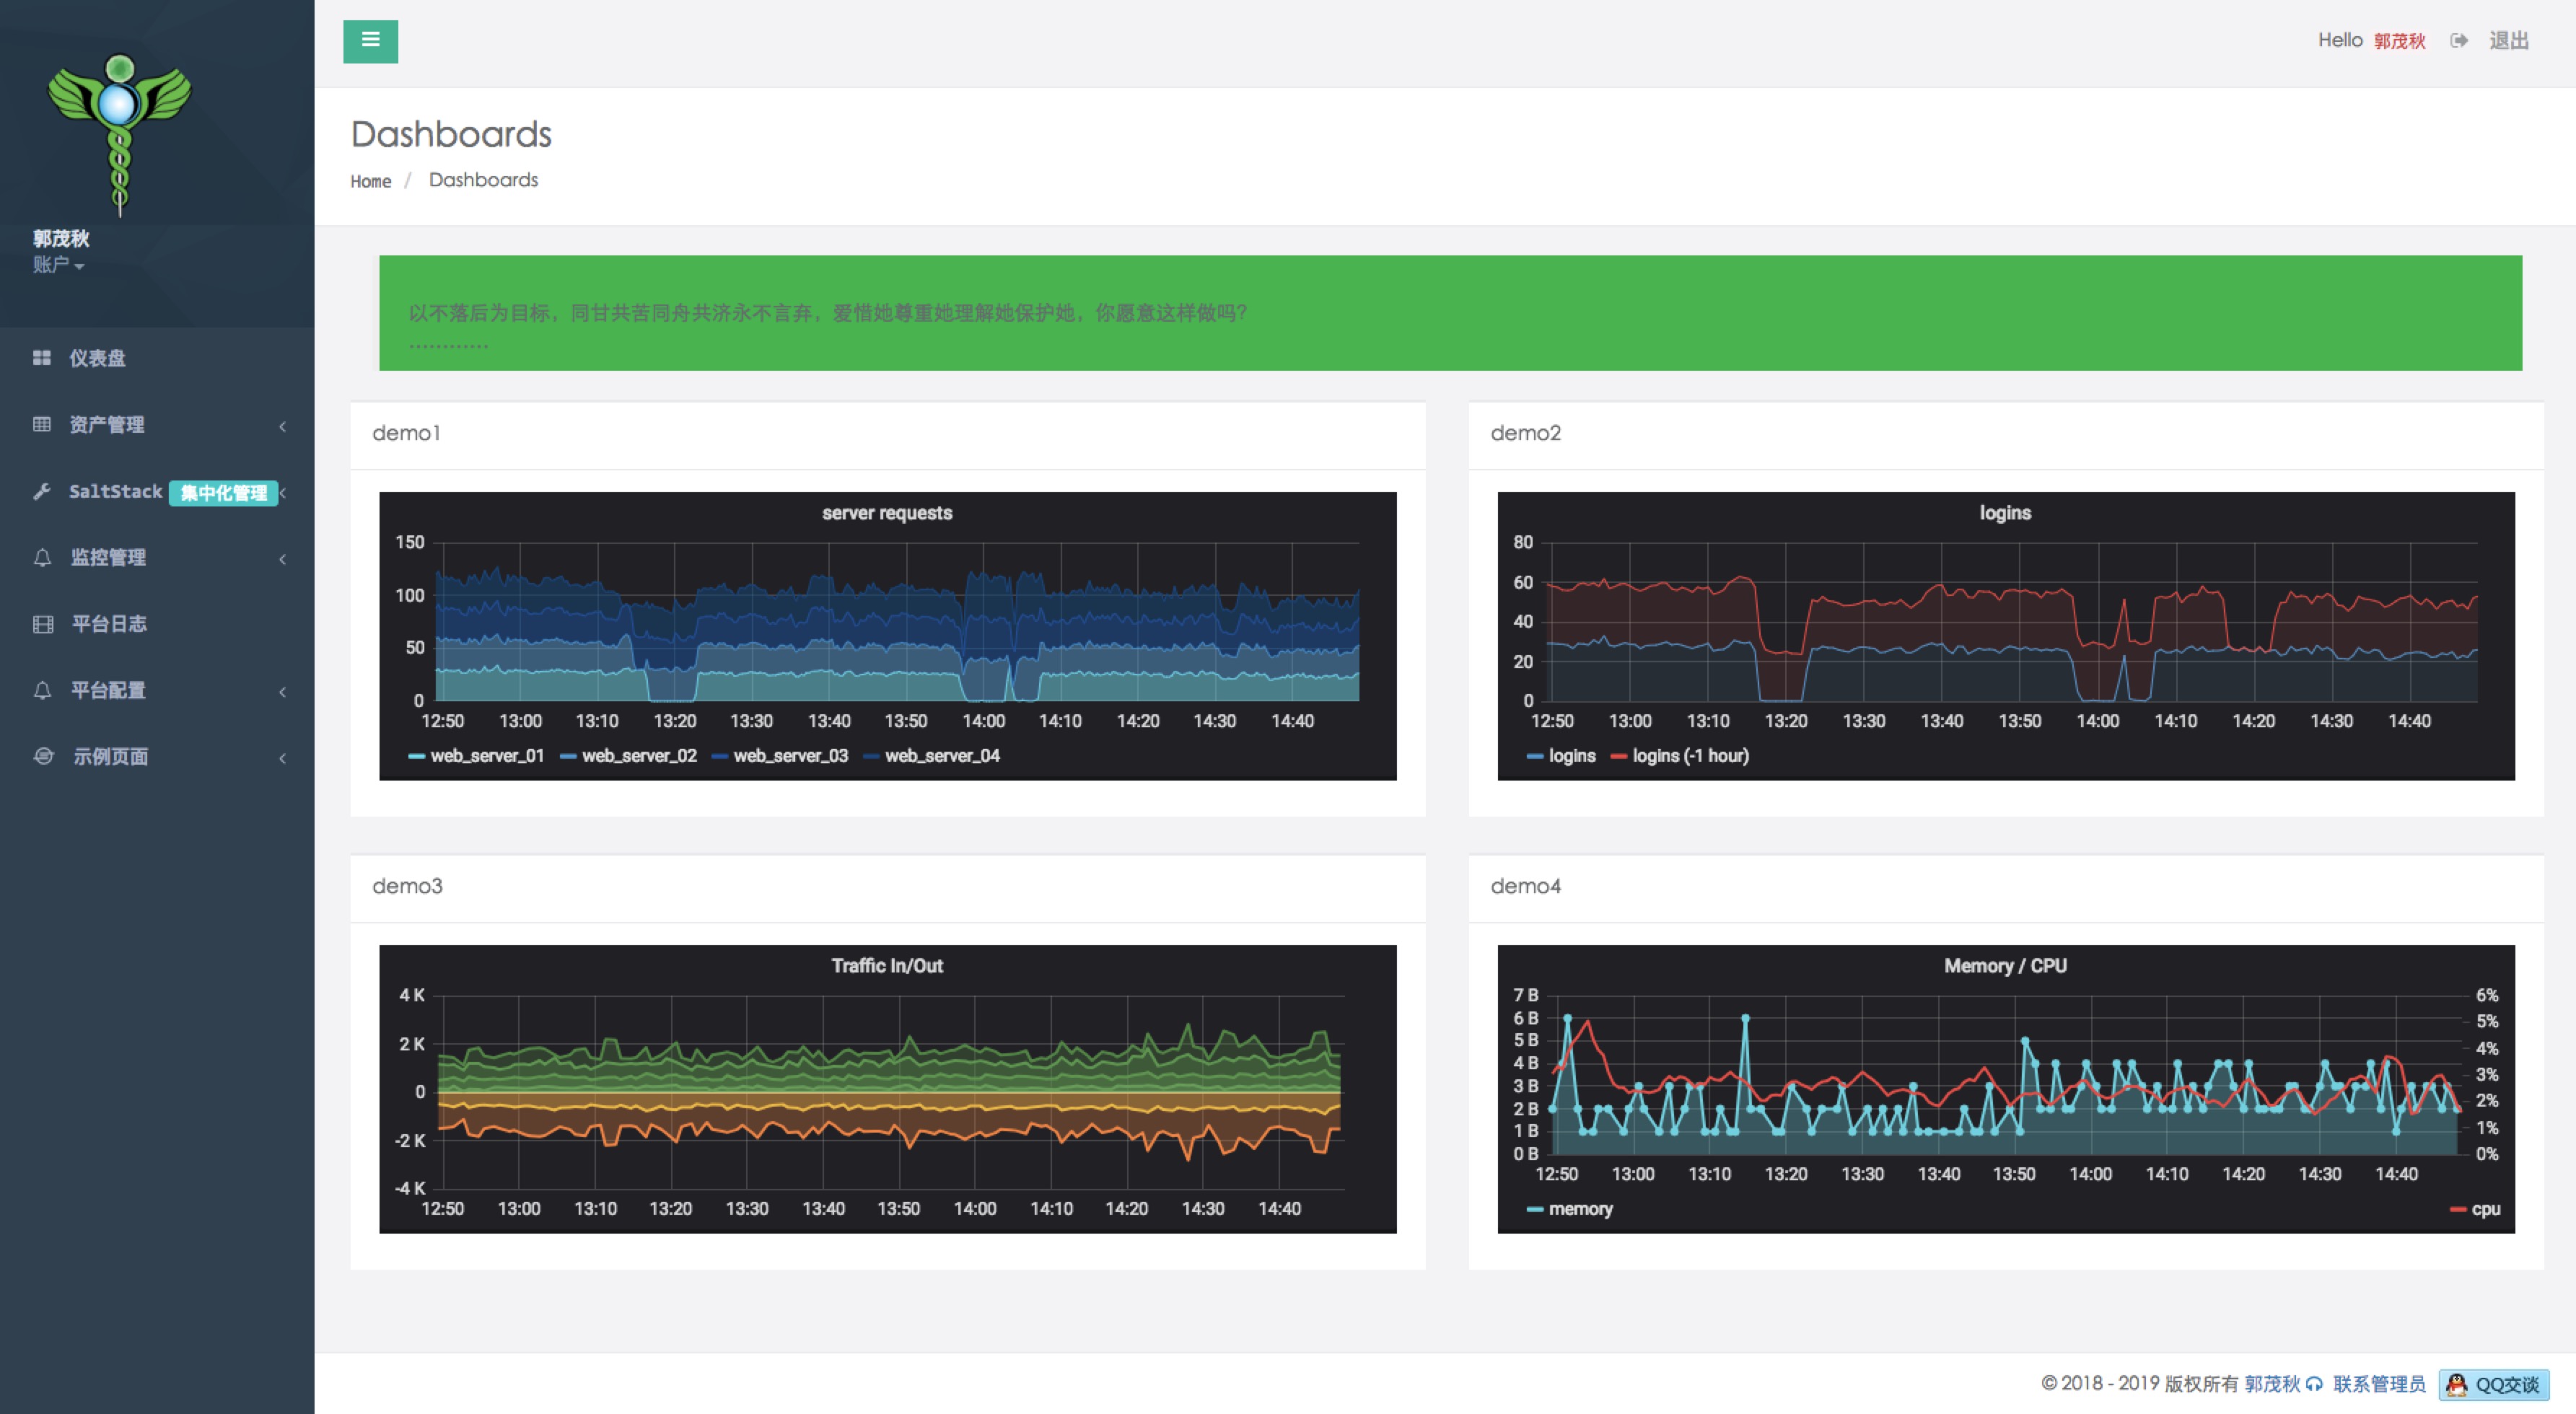 Hello 郭茂秋 退出
郭茂秋
账户
仪表盘
资产管理
SaltStack 集中化管理
监控管理
平台日志
平台配置
示例页面
Dashboards
Home / Dashboards
以不落后为目标，同甘共苦同舟共济永不言弃，爱惜她尊重她理解她保护她，你愿意这样做吗？
............
demo1
server requests
150
100
50
0
12:50 13:00 13:10 13:20 13:30 13:40 13:50 14:00 14:10 14:20 14:30 14:40
web_server_01 web_server_02 web_server_03 web_server_04
demo2
logins
80
60
40
20
0
12:50 13:00 13:10 13:20 13:30 13:40 13:50 14:00 14:10 14:20 14:30 14:40
logins logins (-1 hour)
demo3
Traffic In/Out
4 K
2 K
0
-2 K
-4 K
12:50 13:00 13:10 13:20 13:30 13:40 13:50 14:00 14:10 14:20 14:30 14:40
demo4
Memory / CPU
7 B 6%
6 B 5%
5 B
4 B 4%
3 B 3%
2 B 2%
1 B 1%
0 B 0%
12:50 13:00 13:10 13:20 13:30 13:40 13:50 14:00 14:10 14:20 14:30 14:40
memory cpu
© 2018 - 2019 版权所有 郭茂秋 联系管理员 QQ交谈